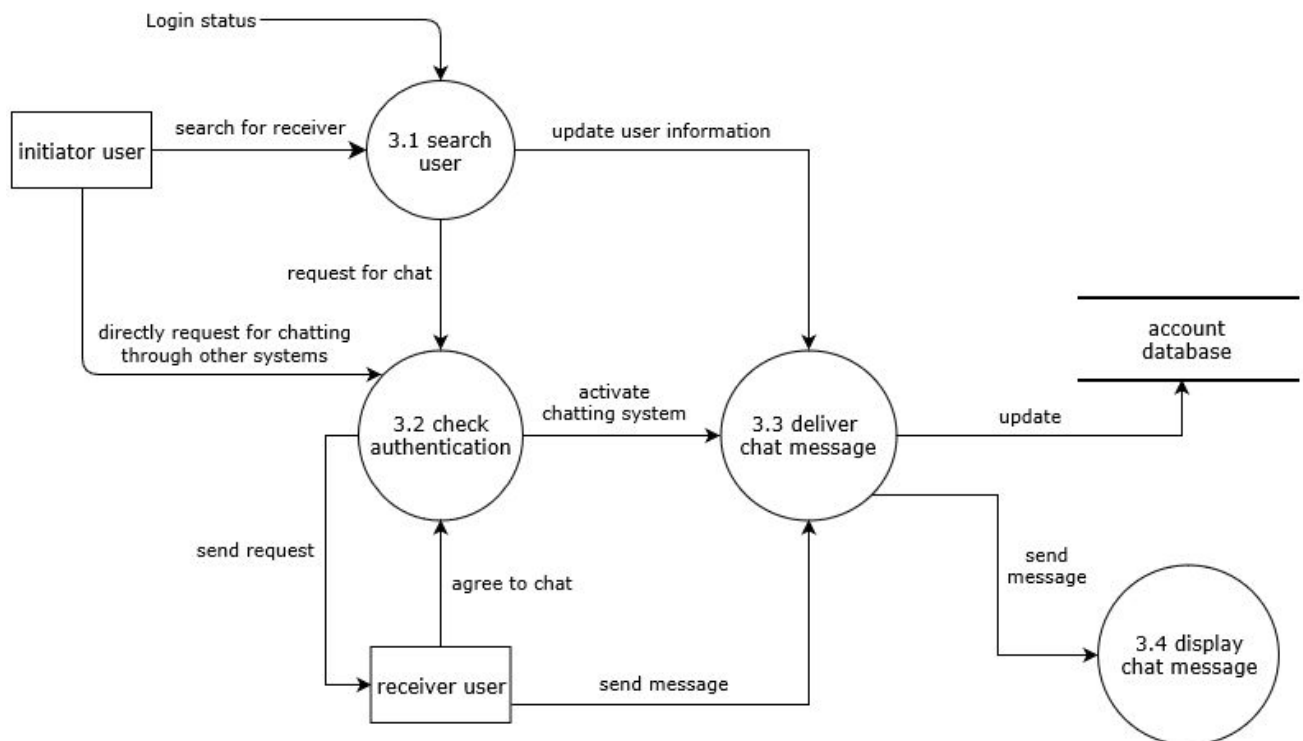 Login status
search for receiver
update user information
initiator user
3.1 search
user
request for chat
directly request for chatting
through other systems
account
database
activate
chatting system
3.2 check
authentication
3.3 deliver
chat message
update
send request
agree to chat
send
message
3.4 display
chat message
receiver user
send message